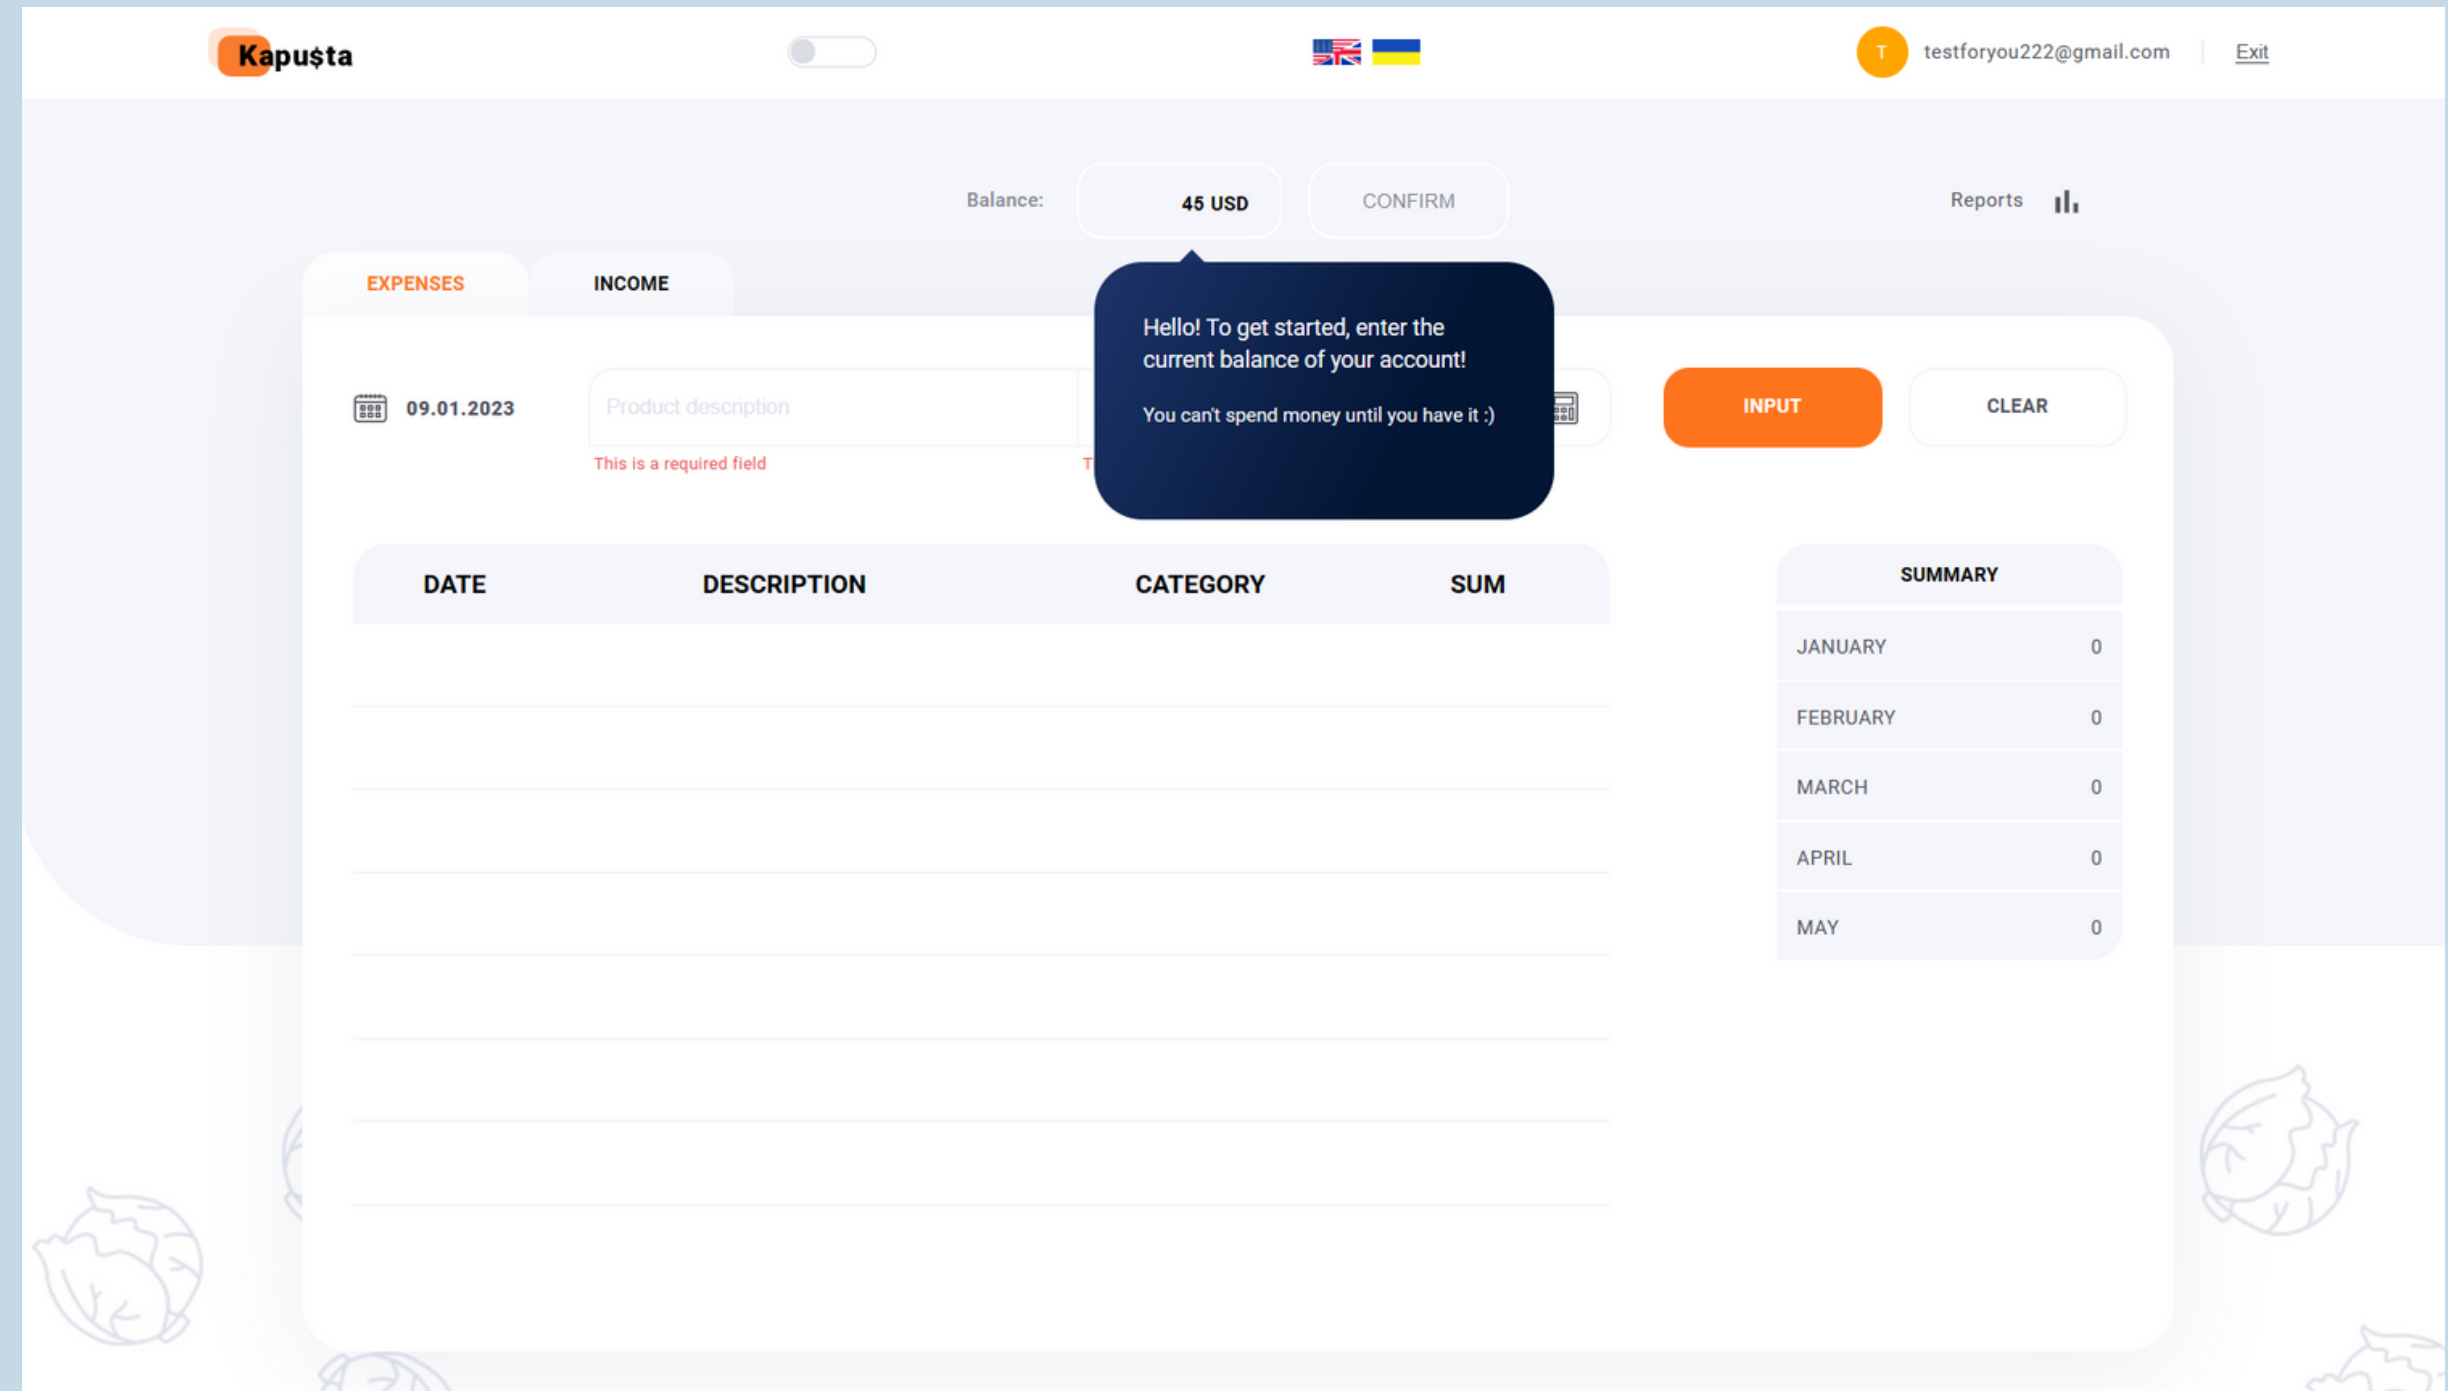 Kapu$ta
T
testforyou222@gmail.com
Exit
Balance:
45 USD
CONFIRM
Reports
EXPENSES
INCOME
Hello! To get started, enter the
current balance of your account!
You can't spend money until you have it :)
09.01.2023
Product description
INPUT
CLEAR
This is a required field
DATE
DESCRIPTION
CATEGORY
SUM
SUMMARY
JANUARY 0
FEBRUARY 0
MARCH 0
APRIL 0
MAY 0